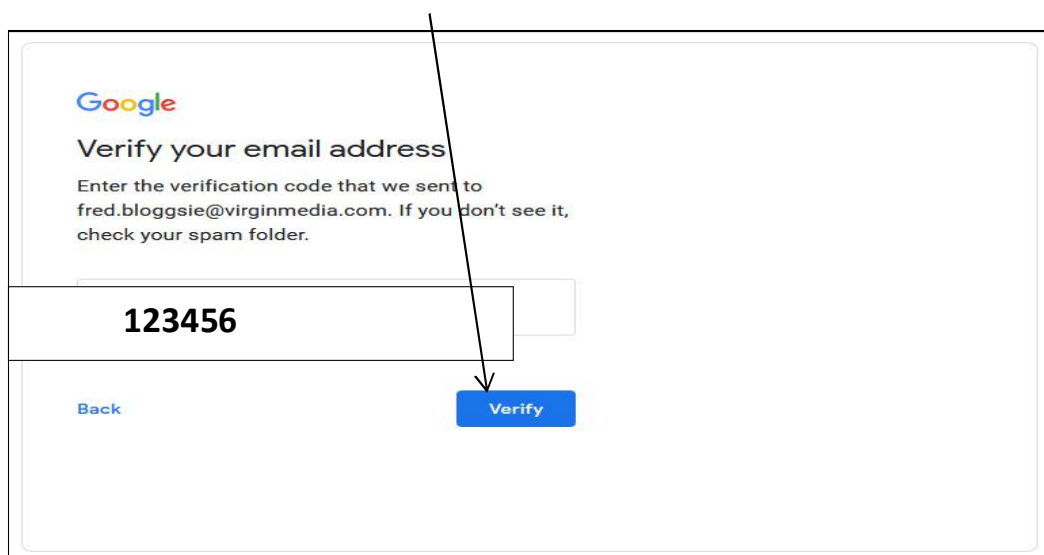 Google
Verify your email address
Enter the verification code that we sent to
fred.bloggsie@virginmedia.com. If you don't see it,
check your spam folder.
123456
Back
Verify